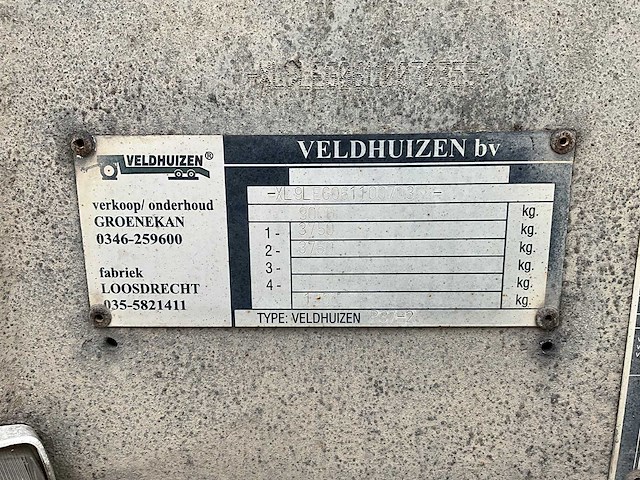 VELDHUIZEN®
verkoop/ onderhoud
GROENEKAN
0346-259600
fabriek
LOOSDRECHT
035-5821411
VELDHUIZEN bv
kg.
1- 3750 kg.
2- kg.
3- kg.
4- kg.
kg.
TYPE: VELDHUIZEN